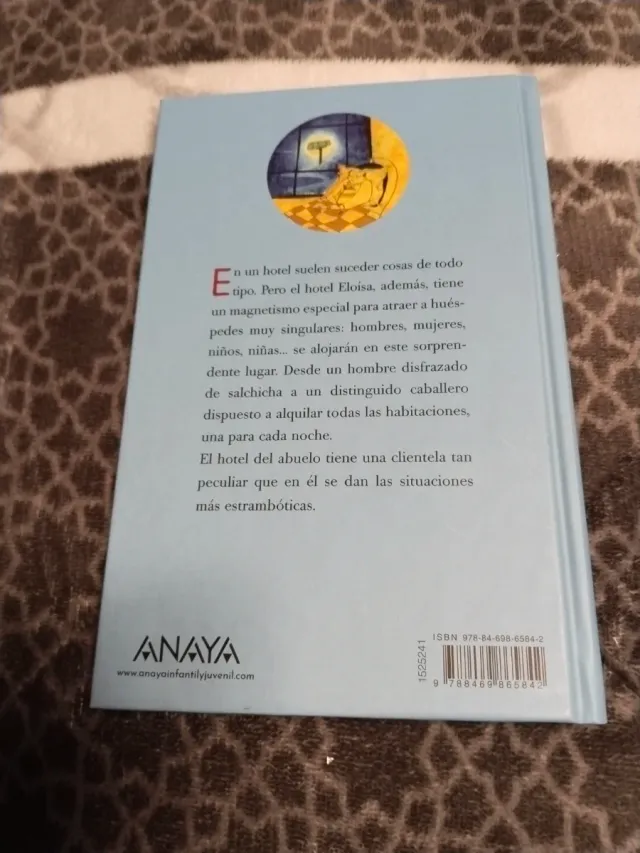 En un hotel suelen suceder cosas de todo
tipo. Pero el hotel Eloísa, además, tiene
un magnetismo especial para atraer a hués-
pedes muy singulares: hombres, mujeres,
niños, niñas... se alojarán en este sorpren-
dente lugar. Desde un hombre disfrazado
de salchicha a un distinguido caballero
dispuesto a alquilar todas las habitaciones,
una para cada noche.
El hotel del abuelo tiene una clientela tan
peculiar que en él se dan las situaciones
más estrambóticas.
ANAYA
www.anayainfantilyjuvenil.com
1525241
ISBN 978-84-698-6584-2
9 788469 865842